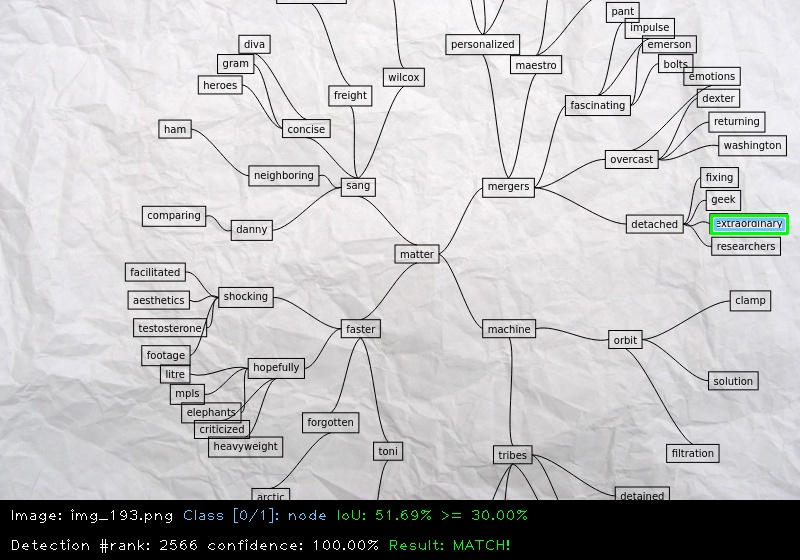 pant
impulse
diva
personalized
emerson
gram
maestro
bolts
wilcox
emotions
heroes
freight
dexter
fascinating
returning
ham
concise
washington
overcast
neighboring
fixing
sang
mergers
geek
comparing
danny
detached
extraordinary
researchers
matter
facilitated
aesthetics
shocking
clamp
testosterone
faster
machine
orbit
footage
hopefully
litre
solution
mpls
elephants
forgotten
criticized
heavyweight
toni
tribes
filtration
arctic
detained
Image: img_193.png Class [0/1]: node IoU: 51.69% >= 30.00%
Detection #rank: 2566 confidence: 100.00% Result: MATCH!